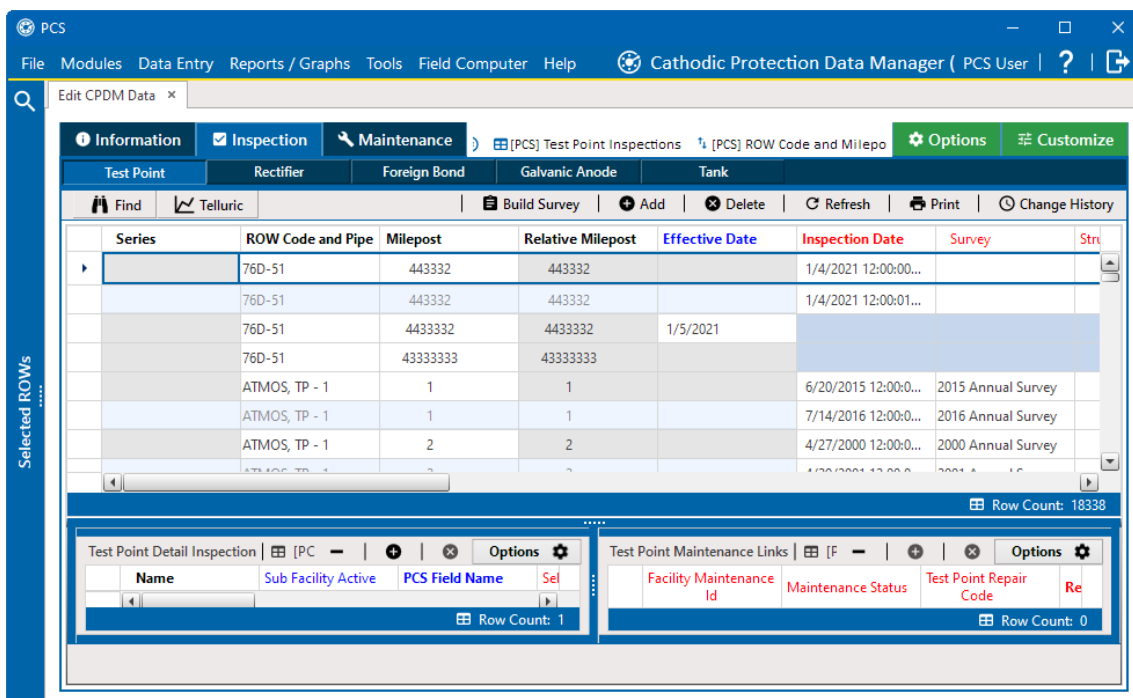 PCS
File Modules Data Entry Reports / Graphs Tools Field Computer Help Cathodic Protection Data Manager ( PCS User | ? |
Edit CPDM Data ×
Information Inspection Maintenance [PCS] Test Point Inspections [PCS] ROW Code and Milepo Options Customize
Test Point Rectifier Foreign Bond Galvanic Anode Tank
Find Telluric | Build Survey | Add | Delete | Refresh | Print | Change History
Series ROW Code and Pipe Milepost Relative Milepost Effective Date Inspection Date Survey Stru
76D-51 443332 443332 1/4/2021 12:00:00...
76D-51 443332 443332 1/4/2021 12:00:01...
76D-51 4433332 4433332 1/5/2021
76D-51 43333333 43333333
ATMOS, TP - 1 1 1 6/20/2015 12:00:0... 2015 Annual Survey
ATMOS, TP - 1 1 1 7/14/2016 12:00:0... 2016 Annual Survey
ATMOS, TP - 1 2 2 4/27/2000 12:00:0... 2000 Annual Survey
Selected ROWs
Row Count: 18338
Test Point Detail Inspection | [PC | Options
Name Sub Facility Active PCS Field Name Sel
Row Count: 1
Test Point Maintenance Links | [F | Options
Facility Maintenance Id Maintenance Status Test Point Repair Code Re
Row Count: 0